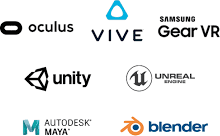 oculus
VIVE
SAMSUNG
Gear VR
unity
UNREAL
ENGINE
AUTODESK
MAYA
blender